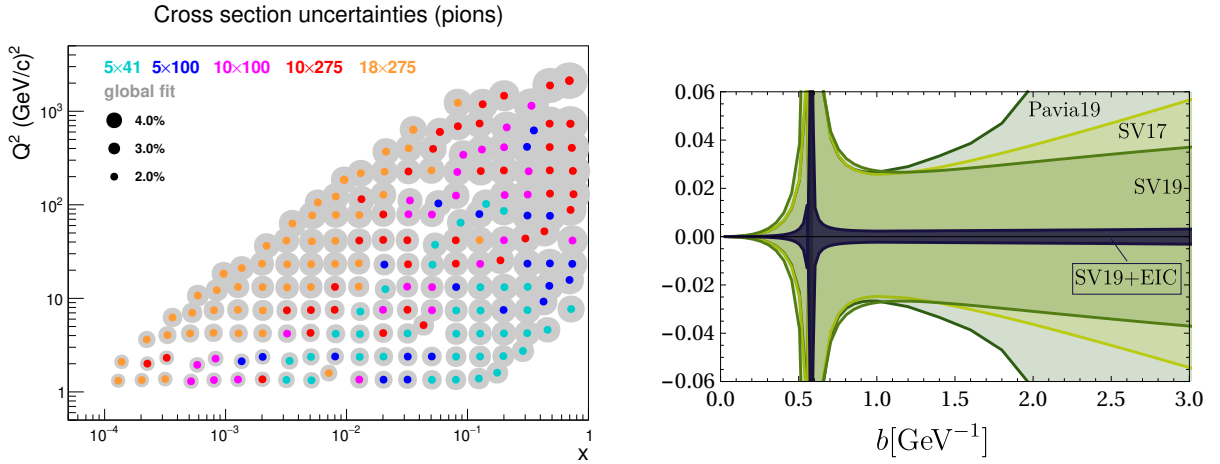 Cross section uncertainties (pions)
Q² (GeV/c)²
5×41 5×100 10×100 10×275 18×275
global fit
4.0%
3.0%
2.0%
10³
10²
10
1
10⁻⁴ 10⁻³ 10⁻² 10⁻¹ 1
x
0.06
0.04
0.02
0.00
−0.02
−0.04
−0.06
Pavia19
SV17
SV19
SV19+EIC
0.0 0.5 1.0 1.5 2.0 2.5 3.0
b[GeV⁻¹]